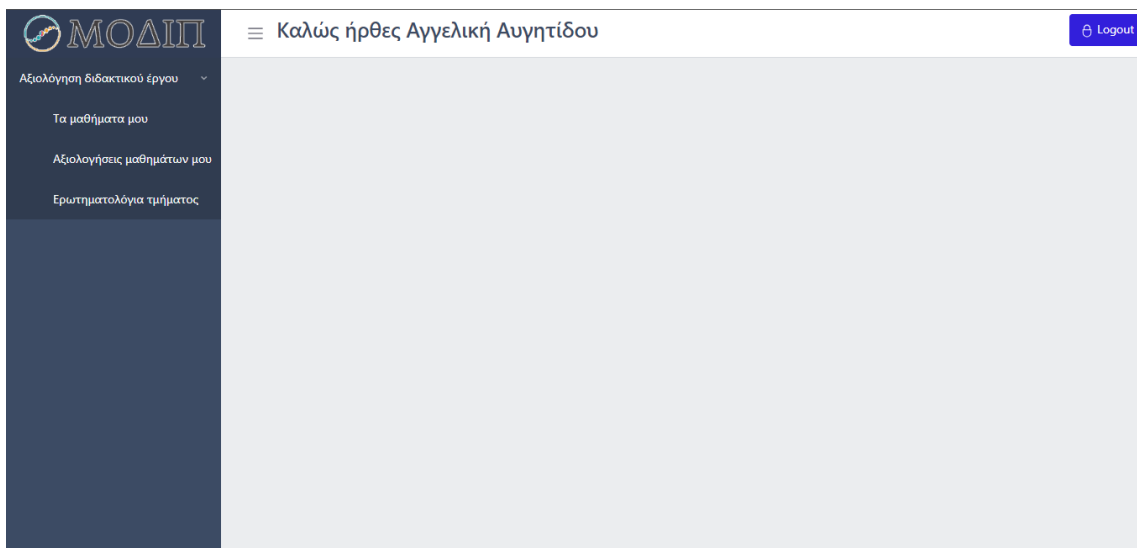 ΜΟΔΙΠ
Καλώς ήρθες Αγγελική Αυγητίδου
Logout
Αξιολόγηση διδακτικού έργου
Τα μαθήματα μου
Αξιολογήσεις μαθημάτων μου
Ερωτηματολόγια τμήματος